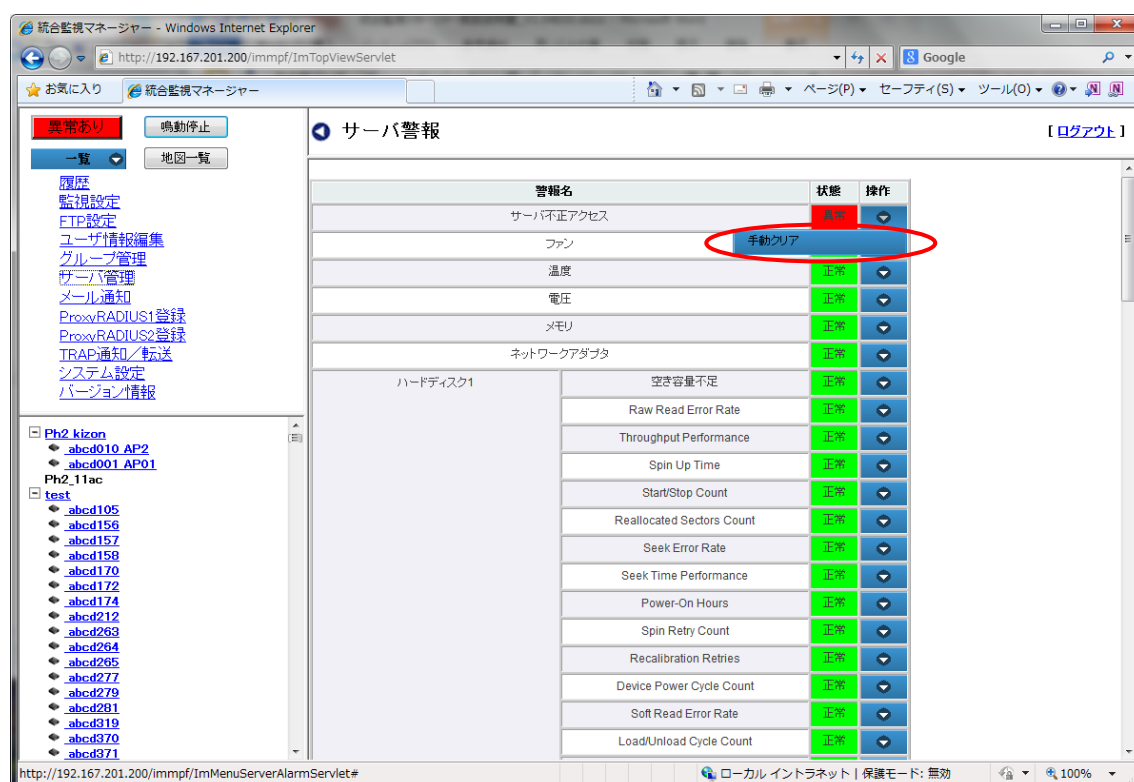 統合監視マネージャー - Windows Internet Explorer
http://192.167.201.200/immpf/ImTopViewServlet
Google
お気に入り
統合監視マネージャー
ページ(P) セーフティ(S) ツール(O)
異常あり
鳴動停止
一覧
地図一覧
履歴
監視設定
FTP設定
ユーザ情報編集
グループ管理
サーバ管理
メール通知
ProxyRADIUS1登録
ProxyRADIUS2登録
TRAP通知／転送
システム設定
バージョン情報
Ph2 kizon
abcd010 AP2
abcd001 AP01
Ph2_11ac
test
abcd105
abcd156
abcd157
abcd158
abcd170
abcd172
abcd174
abcd212
abcd263
abcd264
abcd265
abcd277
abcd279
abcd281
abcd319
abcd370
abcd371
サーバ警報
[ ログアウト ]
警報名 状態 操作
サーバ不正アクセス 異常
ファン
手動クリア
温度 正常
電圧 正常
メモリ 正常
ネットワークアダプタ 正常
ハードディスク1 空き容量不足 正常
Raw Read Error Rate 正常
Throughput Performance 正常
Spin Up Time 正常
Start/Stop Count 正常
Reallocated Sectors Count 正常
Seek Error Rate 正常
Seek Time Performance 正常
Power-On Hours 正常
Spin Retry Count 正常
Recalibration Retries 正常
Device Power Cycle Count 正常
Soft Read Error Rate 正常
Load/Unload Cycle Count 正常
http://192.167.201.200/immpf/ImMenuServerAlarmServlet#
ローカル イントラネット | 保護モード: 無効
100%